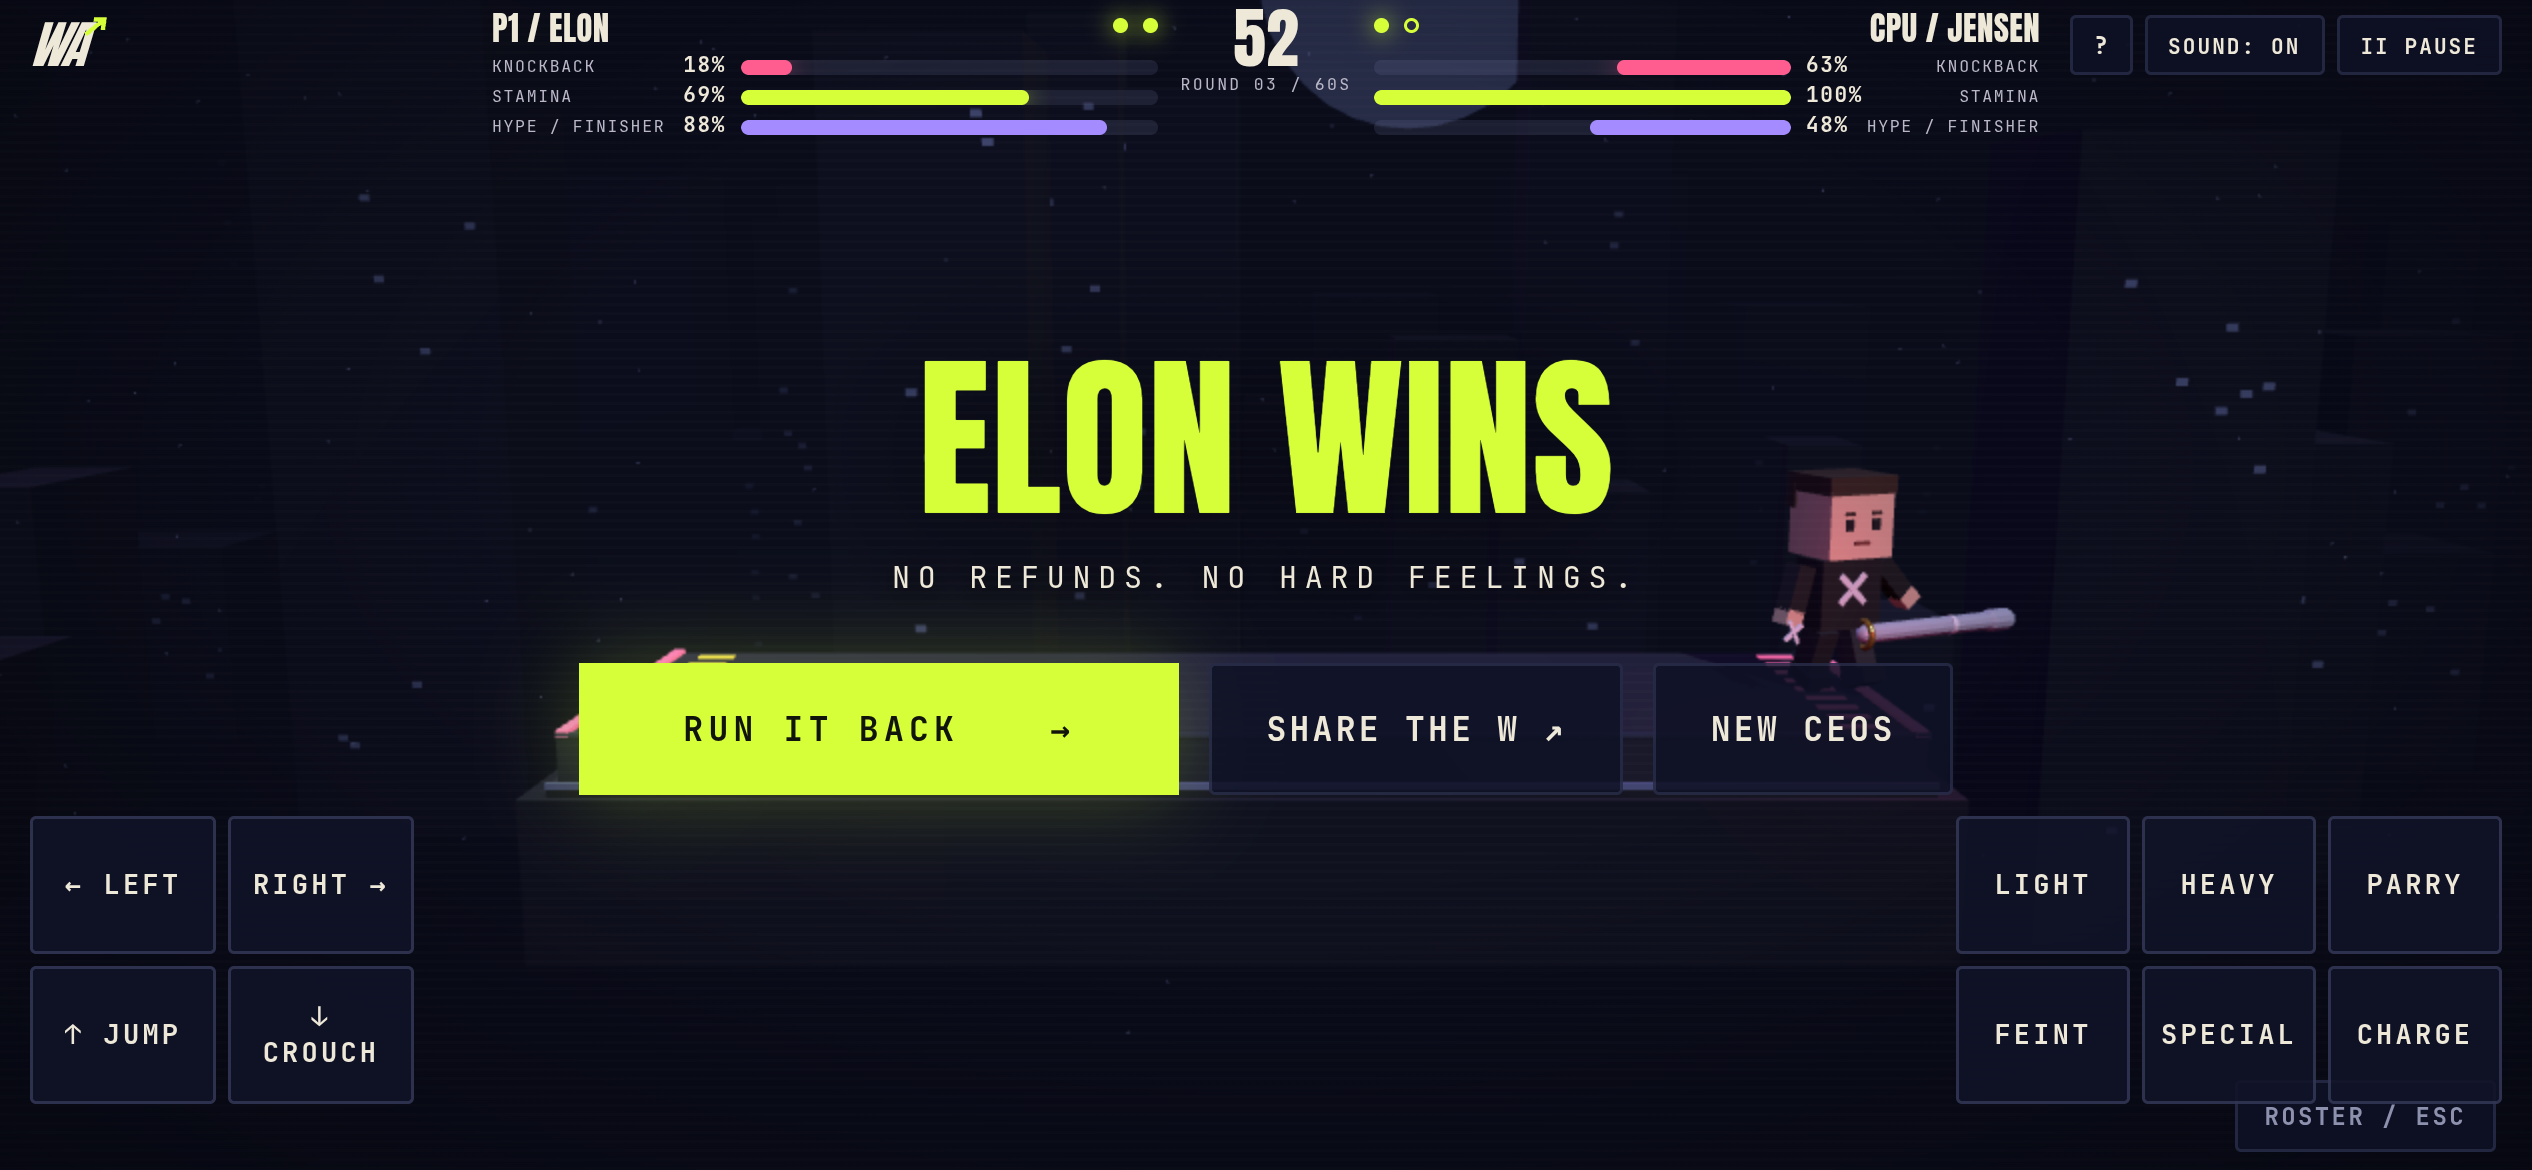 WA
P1 / ELON
KNOCKBACK 18%
STAMINA 69%
HYPE / FINISHER 88%
52
ROUND 03 / 60S
CPU / JENSEN
63% KNOCKBACK
100% STAMINA
48% HYPE / FINISHER
?
SOUND: ON
II PAUSE
ELON WINS
NO REFUNDS. NO HARD FEELINGS.
RUN IT BACK →
SHARE THE W ↗
NEW CEOS
← LEFT
RIGHT →
↑ JUMP
↓
CROUCH
LIGHT
HEAVY
PARRY
FEINT
SPECIAL
CHARGE
ROSTER / ESC